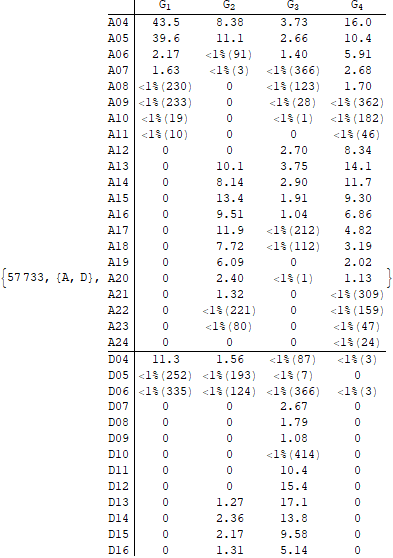 G1 G2 G3 G4
A04 43.5 8.38 3.73 16.0
A05 39.6 11.1 2.66 10.4
A06 2.17 <1%(91) 1.40 5.91
A07 1.63 <1%(3) <1%(366) 2.68
A08 <1%(230) 0 <1%(123) 1.70
A09 <1%(233) 0 <1%(28) <1%(362)
A10 <1%(19) 0 <1%(1) <1%(182)
A11 <1%(10) 0 0 <1%(46)
A12 0 0 2.70 8.34
A13 0 10.1 3.75 14.1
A14 0 8.14 2.90 11.7
A15 0 13.4 1.91 9.30
A16 0 9.51 1.04 6.86
A17 0 11.9 <1%(212) 4.82
A18 0 7.72 <1%(112) 3.19
A19 0 6.09 0 2.02
{57733, {A, D}, A20 0 2.40 <1%(1) 1.13 }
A21 0 1.32 0 <1%(309)
A22 0 <1%(221) 0 <1%(159)
A23 0 <1%(80) 0 <1%(47)
A24 0 0 0 <1%(24)
D04 11.3 1.56 <1%(87) <1%(3)
D05 <1%(252) <1%(193) <1%(7) 0
D06 <1%(335) <1%(124) <1%(366) <1%(3)
D07 0 0 2.67 0
D08 0 0 1.79 0
D09 0 0 1.08 0
D10 0 0 <1%(414) 0
D11 0 0 10.4 0
D12 0 0 15.4 0
D13 0 1.27 17.1 0
D14 0 2.36 13.8 0
D15 0 2.17 9.58 0
D16 0 1.31 5.14 0